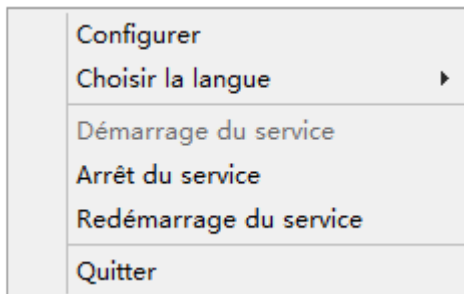 Configurer
Choisir la langue
Démarrage du service
Arrêt du service
Redémarrage du service
Quitter